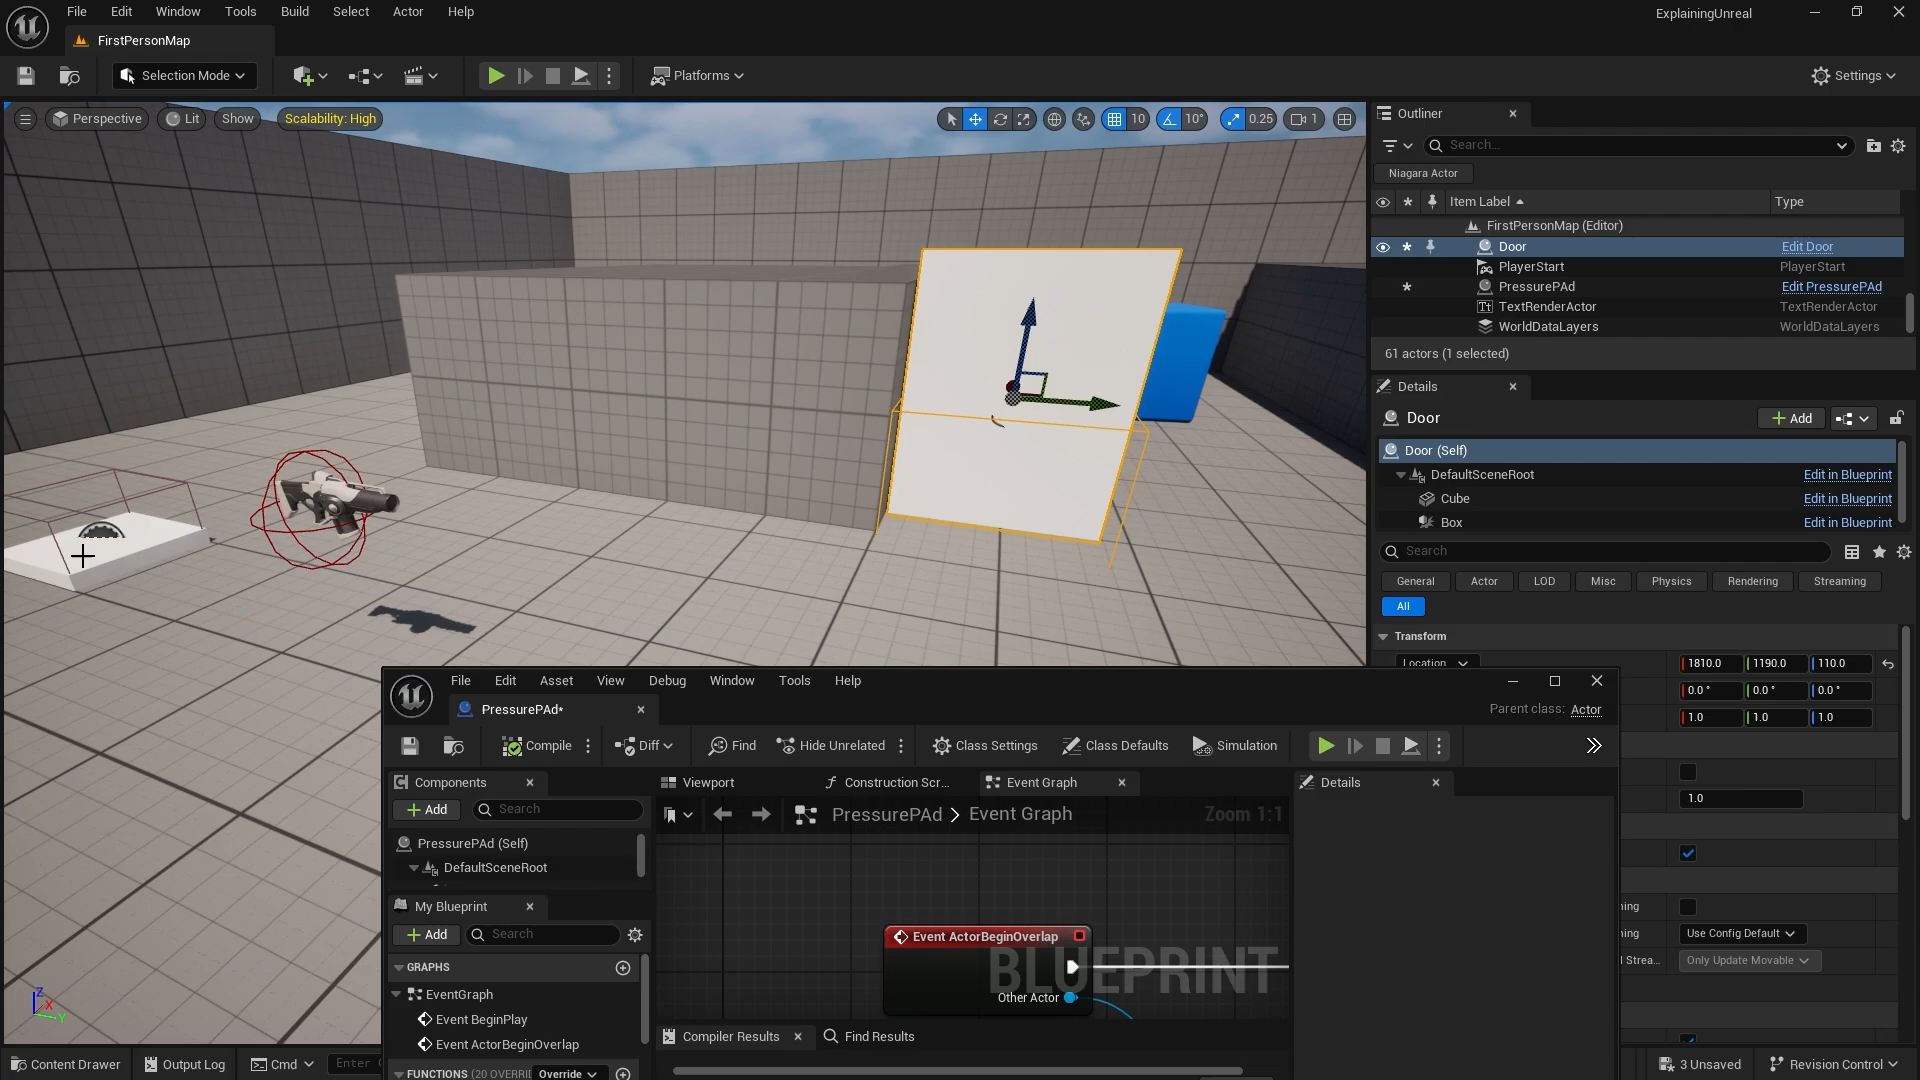 File Edit Window Tools Build Select Actor Help
ExplainingUnreal
FirstPersonMap
Selection Mode
Platforms
Settings
Perspective Lit Show Scalability: High
10 10° 0.25 1
Outliner
Search...
Niagara Actor
Item Label Type
FirstPersonMap (Editor)
Door Edit Door
PlayerStart PlayerStart
PressurePAd Edit PressurePAd
TextRenderActor TextRenderActor
WorldDataLayers WorldDataLayers
61 actors (1 selected)
Details
Door
Add
Door (Self)
DefaultSceneRoot Edit in Blueprint
Cube Edit in Blueprint
Box Edit in Blueprint
Search
General Actor LOD Misc Physics Rendering Streaming
All
Transform
Location 1810.0 1190.0 110.0
0.0 ° 0.0 ° 0.0 °
1.0 1.0 1.0
1.0
Use Config Default
Only Update Movable
File Edit Asset View Debug Window Tools Help
PressurePAd*
Parent class: Actor
Compile Diff Find Hide Unrelated Class Settings Class Defaults Simulation
Components
Add Search
PressurePAd (Self)
DefaultSceneRoot
My Blueprint
Add Search
GRAPHS
EventGraph
Event BeginPlay
Event ActorBeginOverlap
FUNCTIONS (20 OVERRI Override
Viewport Construction Scr... Event Graph
PressurePAd > Event Graph Zoom 1:1
Event ActorBeginOverlap
Other Actor
BLUEPRINT
Compiler Results Find Results
Details
Content Drawer Output Log Cmd Enter
3 Unsaved Revision Control
X
Y
Z